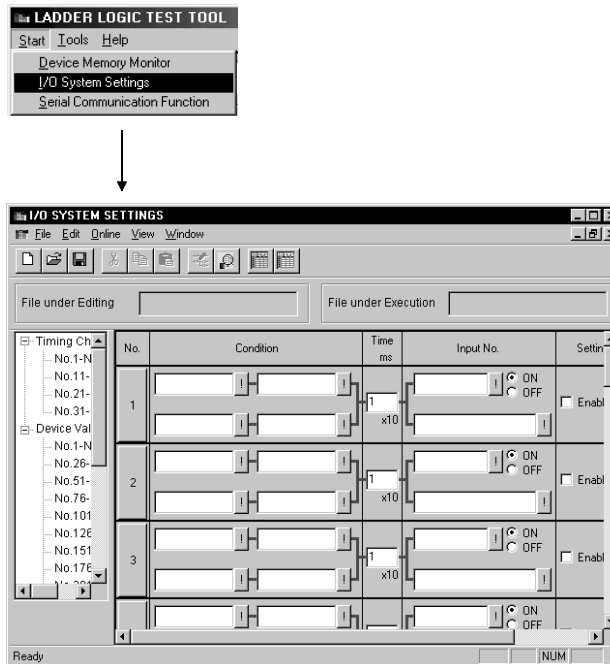 LADDER LOGIC TEST TOOL
Start Tools Help
Device Memory Monitor
I/O System Settings
Serial Communication Function
I/O SYSTEM SETTINGS
File Edit Online View Window
File under Editing File under Execution
Timing Ch
No.1-N
No.11-
No.21-
No.31-
Device Val
No.1-N
No.26-
No.51-
No.76-
No.101
No.126
No.151
No.176
No. Condition Time ms Input No. Settin
1 ! ! 1 x10 ! ON
OFF
! ! ! Enabl
2 ! ! 1 x10 ! ON
OFF
! ! ! Enabl
3 ! ! 1 x10 ! ON
OFF
! ! ! Enabl
! ! ! ON
OFF
Ready NUM